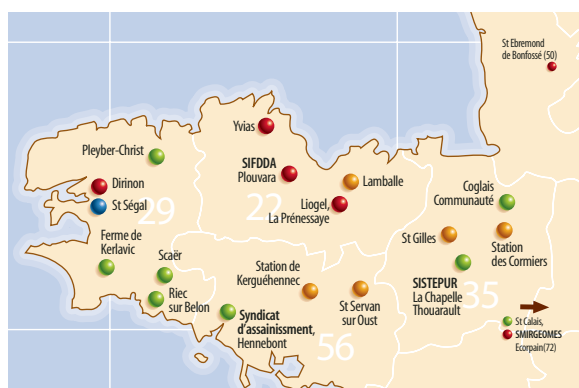 St Ebremond
de Bonfossé (50)
Yvias
Pleyber-Christ
SIFDDA
Plouvara
Lamballe
Dirinon
St Ségal
29
22
Liogel,
La Prénessaye
Coglais
Communauté
Ferme de
Kerlavic
Scaër
St Gilles
Station
des Cormiers
Station de
Kerguéhennec
Riec
sur Belon
St Servan
sur Oust
SISTEPUR
La Chapelle
Thouarault
35
Syndicat
d'assainissment,
Hennebont
56
St Calais,
SMIRGEOMES
Ecorpain(72)